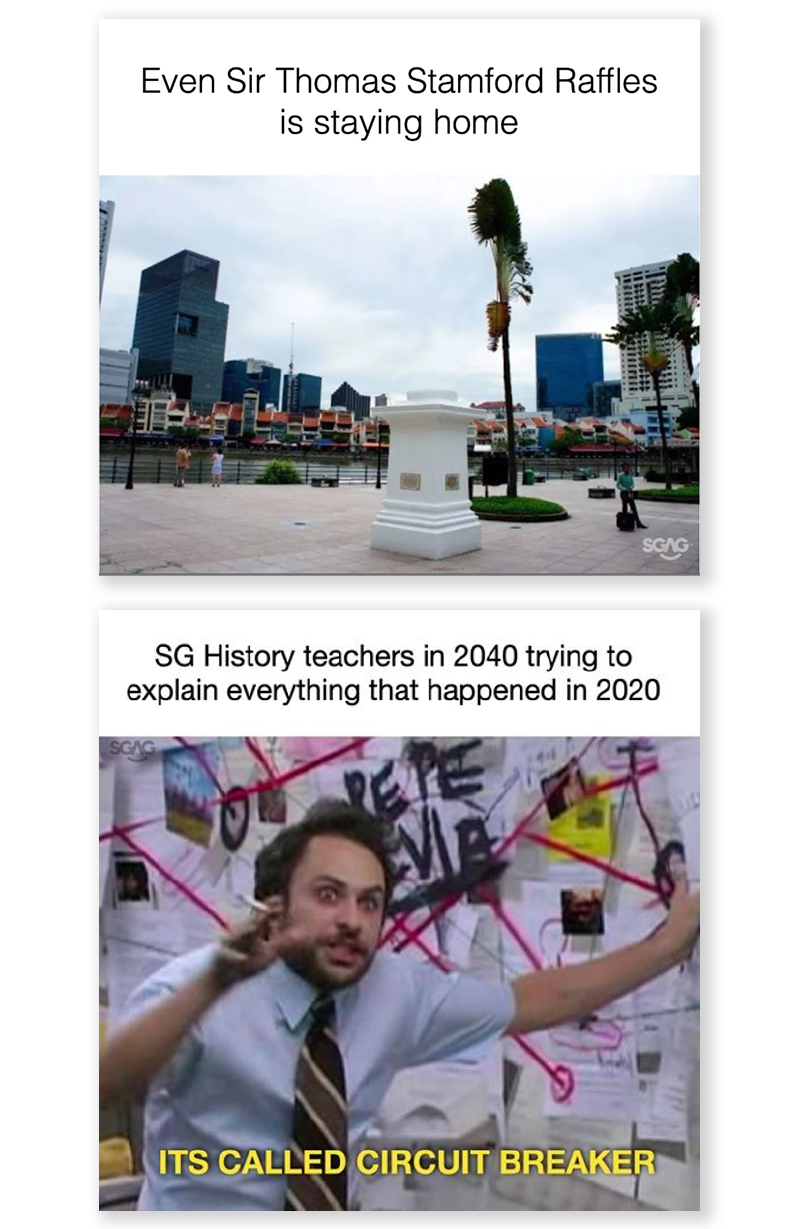 Even Sir Thomas Stamford Raffles
is staying home
SGAG
SG History teachers in 2040 trying to
explain everything that happened in 2020
SGAG
PEPE
SILVIA
ITS CALLED CIRCUIT BREAKER